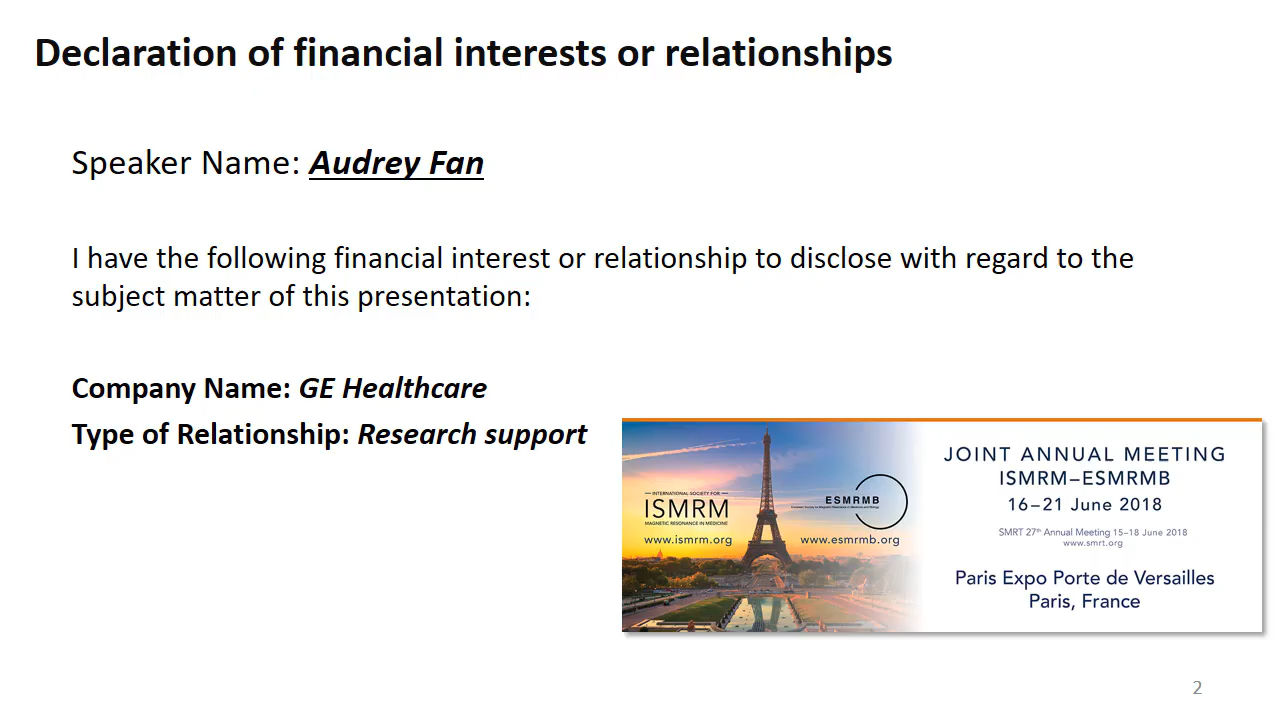 Declaration of financial interests or relationships
Speaker Name: Audrey Fan
I have the following financial interest or relationship to disclose with regard to the
subject matter of this presentation:
Company Name: GE Healthcare
Type of Relationship: Research support
INTERNATIONAL SOCIETY FOR
ISMRM
MAGNETIC RESONANCE IN MEDICINE
www.ismrm.org
ESMRMB
European Society for Magnetic Resonance in Medicine and Biology
www.esmrmb.org
JOINT ANNUAL MEETING
ISMRM–ESMRMB
16–21 June 2018
SMRT 27th Annual Meeting 15–18 June 2018
www.smrt.org
Paris Expo Porte de Versailles
Paris, France
2